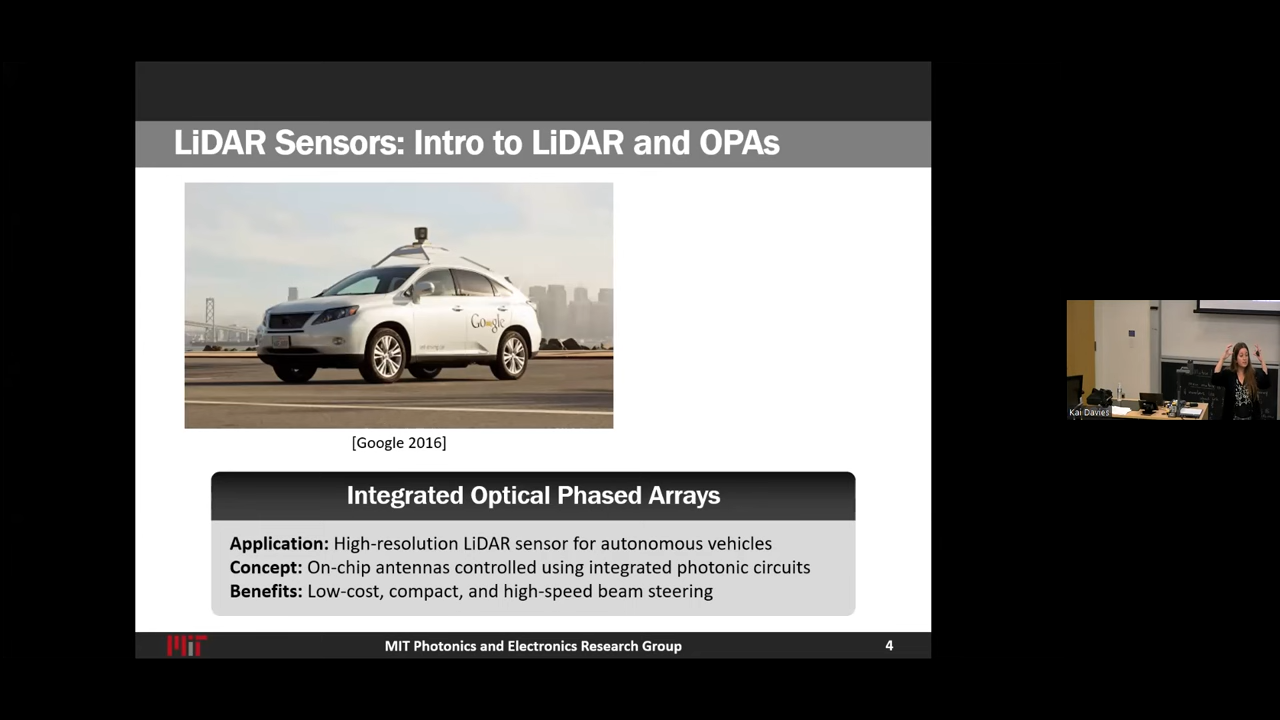 LiDAR Sensors: Intro to LiDAR and OPAs
Google
[Google 2016]
Integrated Optical Phased Arrays
Application: High-resolution LiDAR sensor for autonomous vehicles
Concept: On-chip antennas controlled using integrated photonic circuits
Benefits: Low-cost, compact, and high-speed beam steering
MIT
MIT Photonics and Electronics Research Group
4
Kai Davies